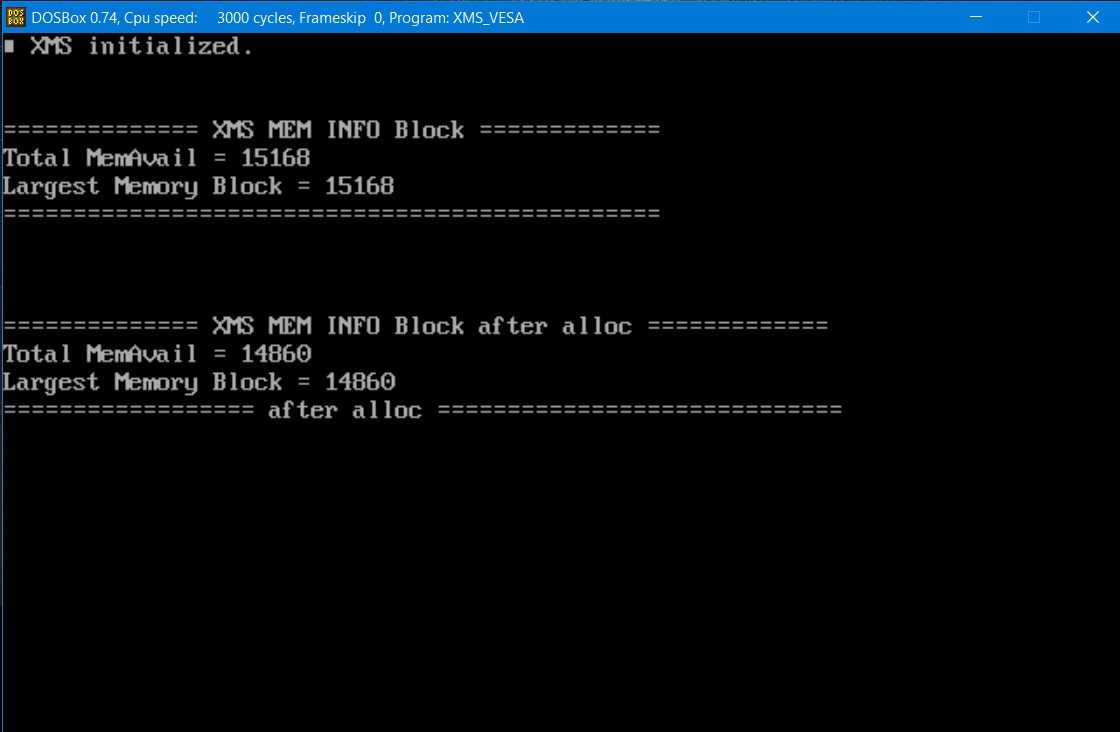 DOSBox 0.74, Cpu speed: 3000 cycles, Frameskip 0, Program: XMS_VESA
■ XMS initialized.
============== XMS MEM INFO Block =============
Total MemAvail = 15168
Largest Memory Block = 15168
===============================================
============== XMS MEM INFO Block after alloc =============
Total MemAvail = 14860
Largest Memory Block = 14860
================== after alloc =============================